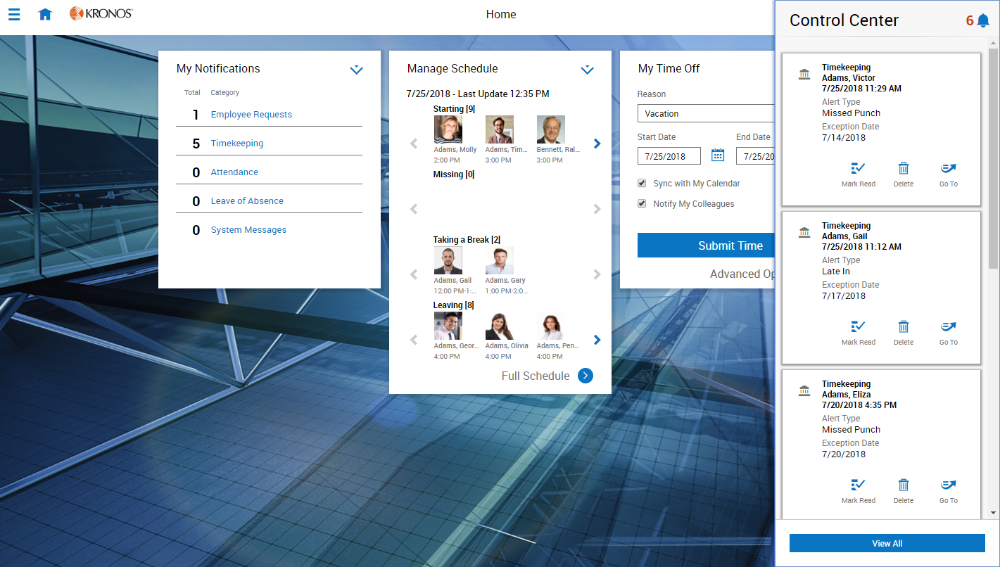 KRONOS
Home
My Notifications
Total Category
1 Employee Requests
5 Timekeeping
0 Attendance
0 Leave of Absence
0 System Messages
Manage Schedule
7/25/2018 - Last Update 12:35 PM
Starting [9]
Adams, Molly Adams, Tim... Bennett, Ral...
2:00 PM 3:00 PM 3:00 PM
Missing [0]
Taking a Break [2]
Adams, Gail Adams, Gary
12:00 PM-1:... 1:00 PM-2:0...
Leaving [8]
Adams, Geor... Adams, Olivia Adams, Pen...
4:00 PM 4:00 PM 4:00 PM
Full Schedule
My Time Off
Reason
Vacation
Start Date End Date
7/25/2018 7/25/20
Sync with My Calendar
Notify My Colleagues
Submit Time
Advanced Op
Control Center 6
Timekeeping
Adams, Victor
7/25/2018 11:29 AM
Alert Type
Missed Punch
Exception Date
7/14/2018
Mark Read Delete Go To
Timekeeping
Adams, Gail
7/25/2018 11:12 AM
Alert Type
Late In
Exception Date
7/17/2018
Mark Read Delete Go To
Timekeeping
Adams, Eliza
7/20/2018 4:35 PM
Alert Type
Missed Punch
Exception Date
7/20/2018
Mark Read Delete Go To
View All